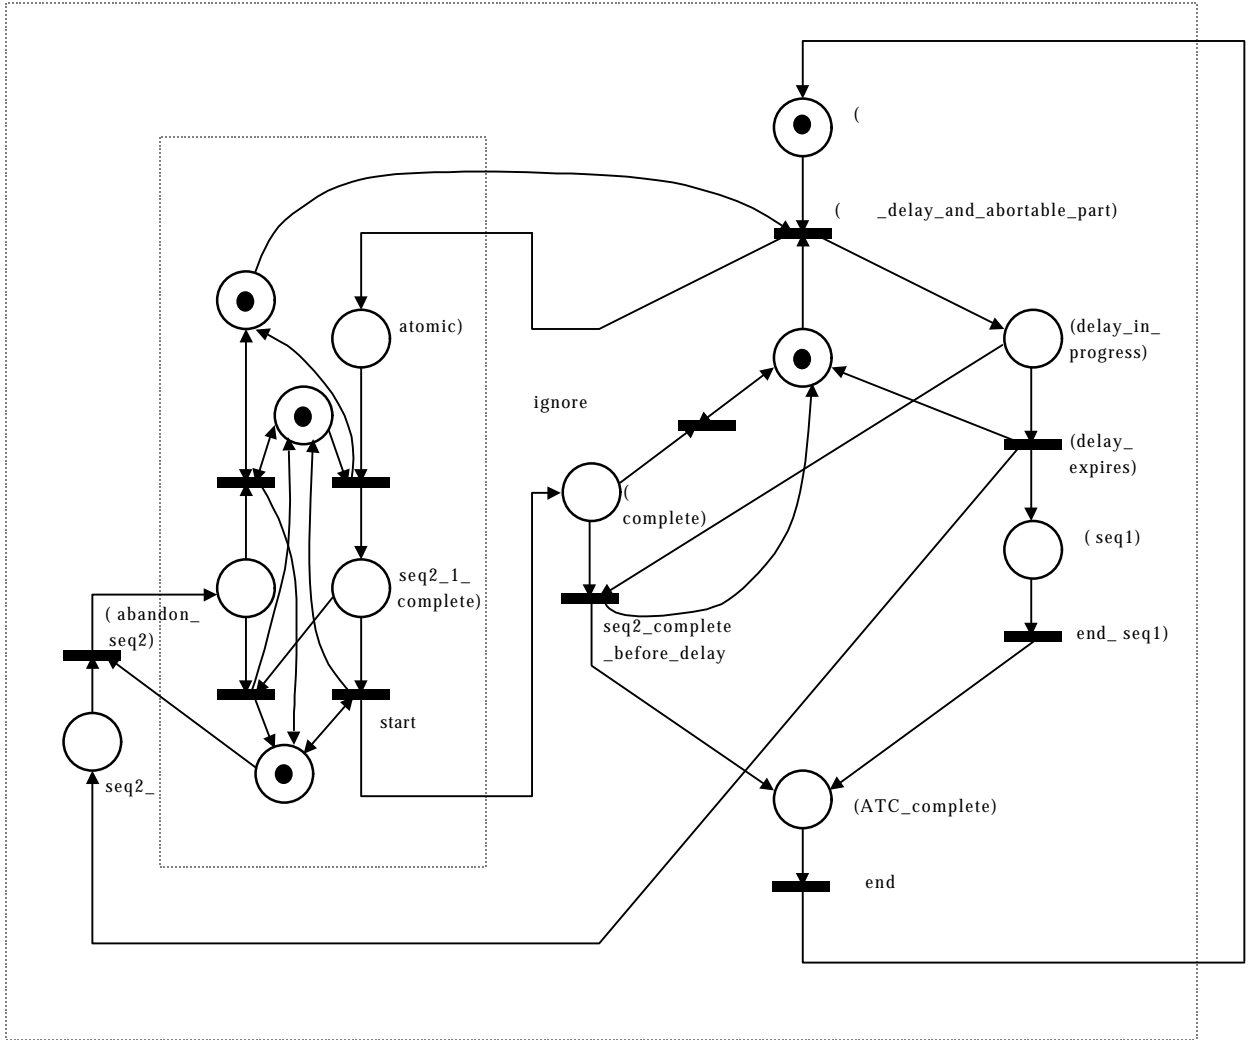 (
( _delay_and_abortable_part)
atomic)
(delay_in_
progress)
ignore
(delay_
expires)
(
complete)
( seq1)
seq2_1_
complete)
( abandon_
seq2)
seq2_complete
_before_delay
end_ seq1)
start
seq2_
(ATC_complete)
end